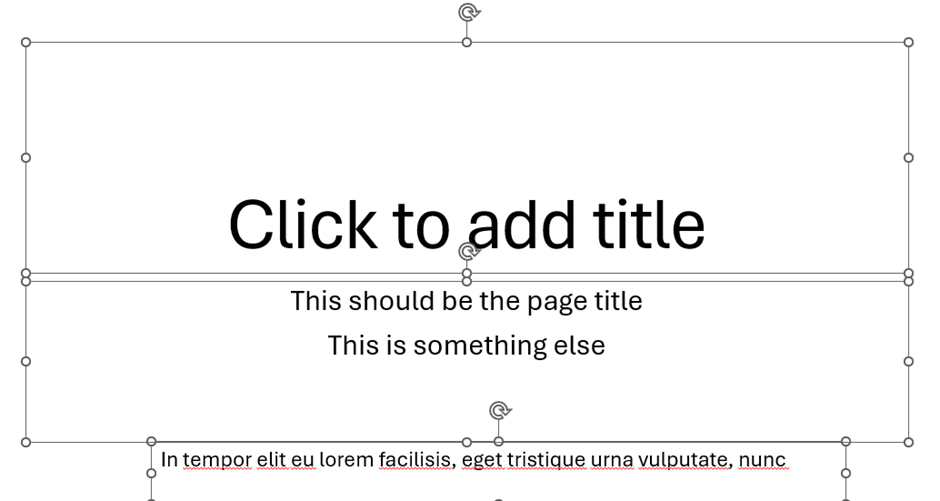 Click to add title
This should be the page title
This is something else
In tempor elit eu lorem facilisis, eget tristique urna vulputate, nunc